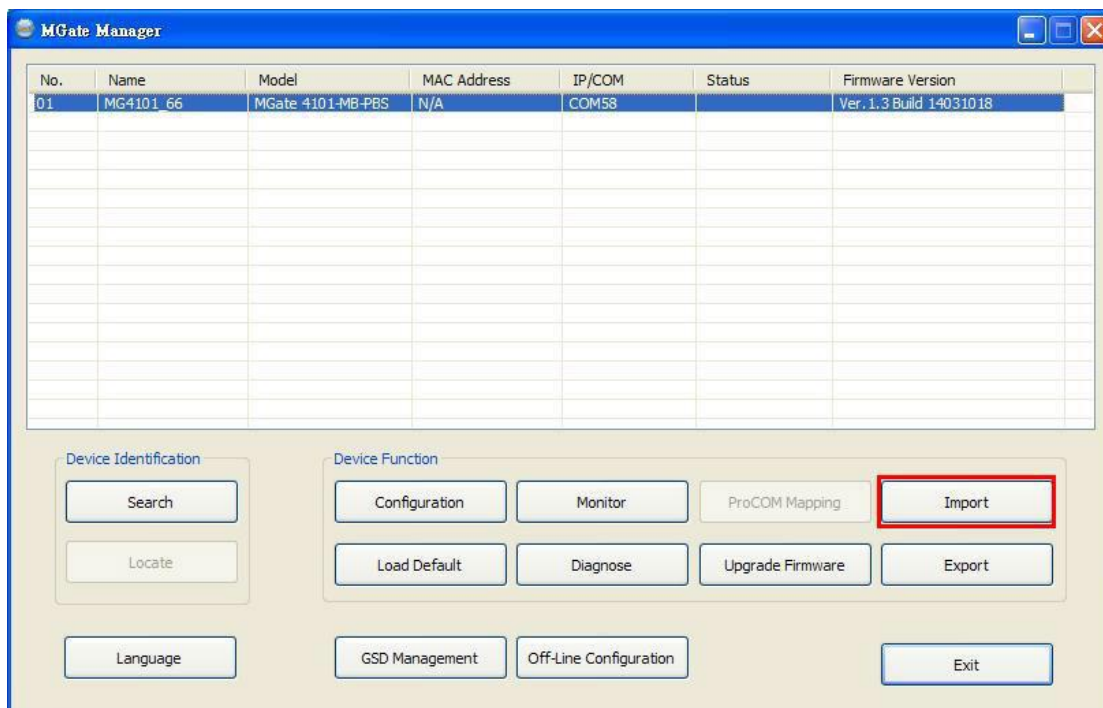 MGate Manager
No. Name Model MAC Address IP/COM Status Firmware Version
01 MG4101_66 MGate 4101-MB-PBS N/A COM58 Ver.1.3 Build 14031018
Device Identification
Device Function
Search
Configuration
Monitor
ProCOM Mapping
Import
Locate
Load Default
Diagnose
Upgrade Firmware
Export
Language
GSD Management
Off-Line Configuration
Exit